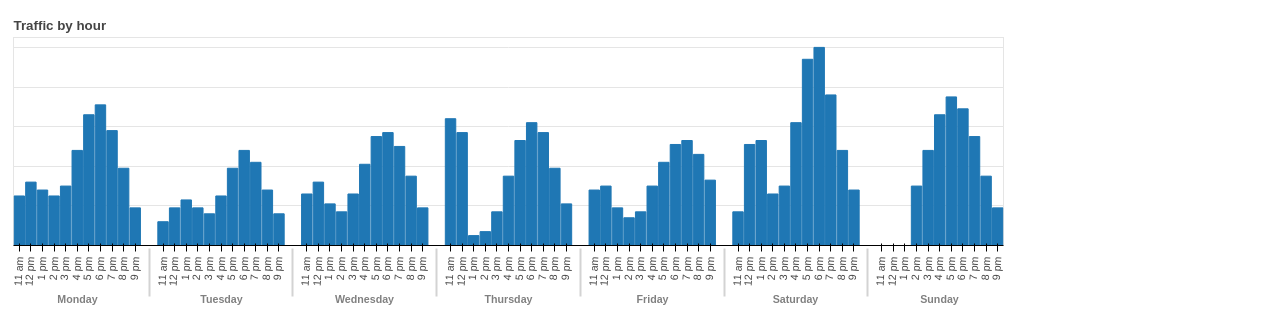 Traffic by hour
11 am 12 pm 1 pm 2 pm 3 pm 4 pm 5 pm 6 pm 7 pm 8 pm 9 pm 11 am 12 pm 1 pm 2 pm 3 pm 4 pm 5 pm 6 pm 7 pm 8 pm 9 pm 11 am 12 pm 1 pm 2 pm 3 pm 4 pm 5 pm 6 pm 7 pm 8 pm 9 pm 11 am 12 pm 1 pm 2 pm 3 pm 4 pm 5 pm 6 pm 7 pm 8 pm 9 pm 11 am 12 pm 1 pm 2 pm 3 pm 4 pm 5 pm 6 pm 7 pm 8 pm 9 pm 11 am 12 pm 1 pm 2 pm 3 pm 4 pm 5 pm 6 pm 7 pm 8 pm 9 pm 11 am 12 pm 1 pm 2 pm 3 pm 4 pm 5 pm 6 pm 7 pm 8 pm 9 pm
Monday Tuesday Wednesday Thursday Friday Saturday Sunday